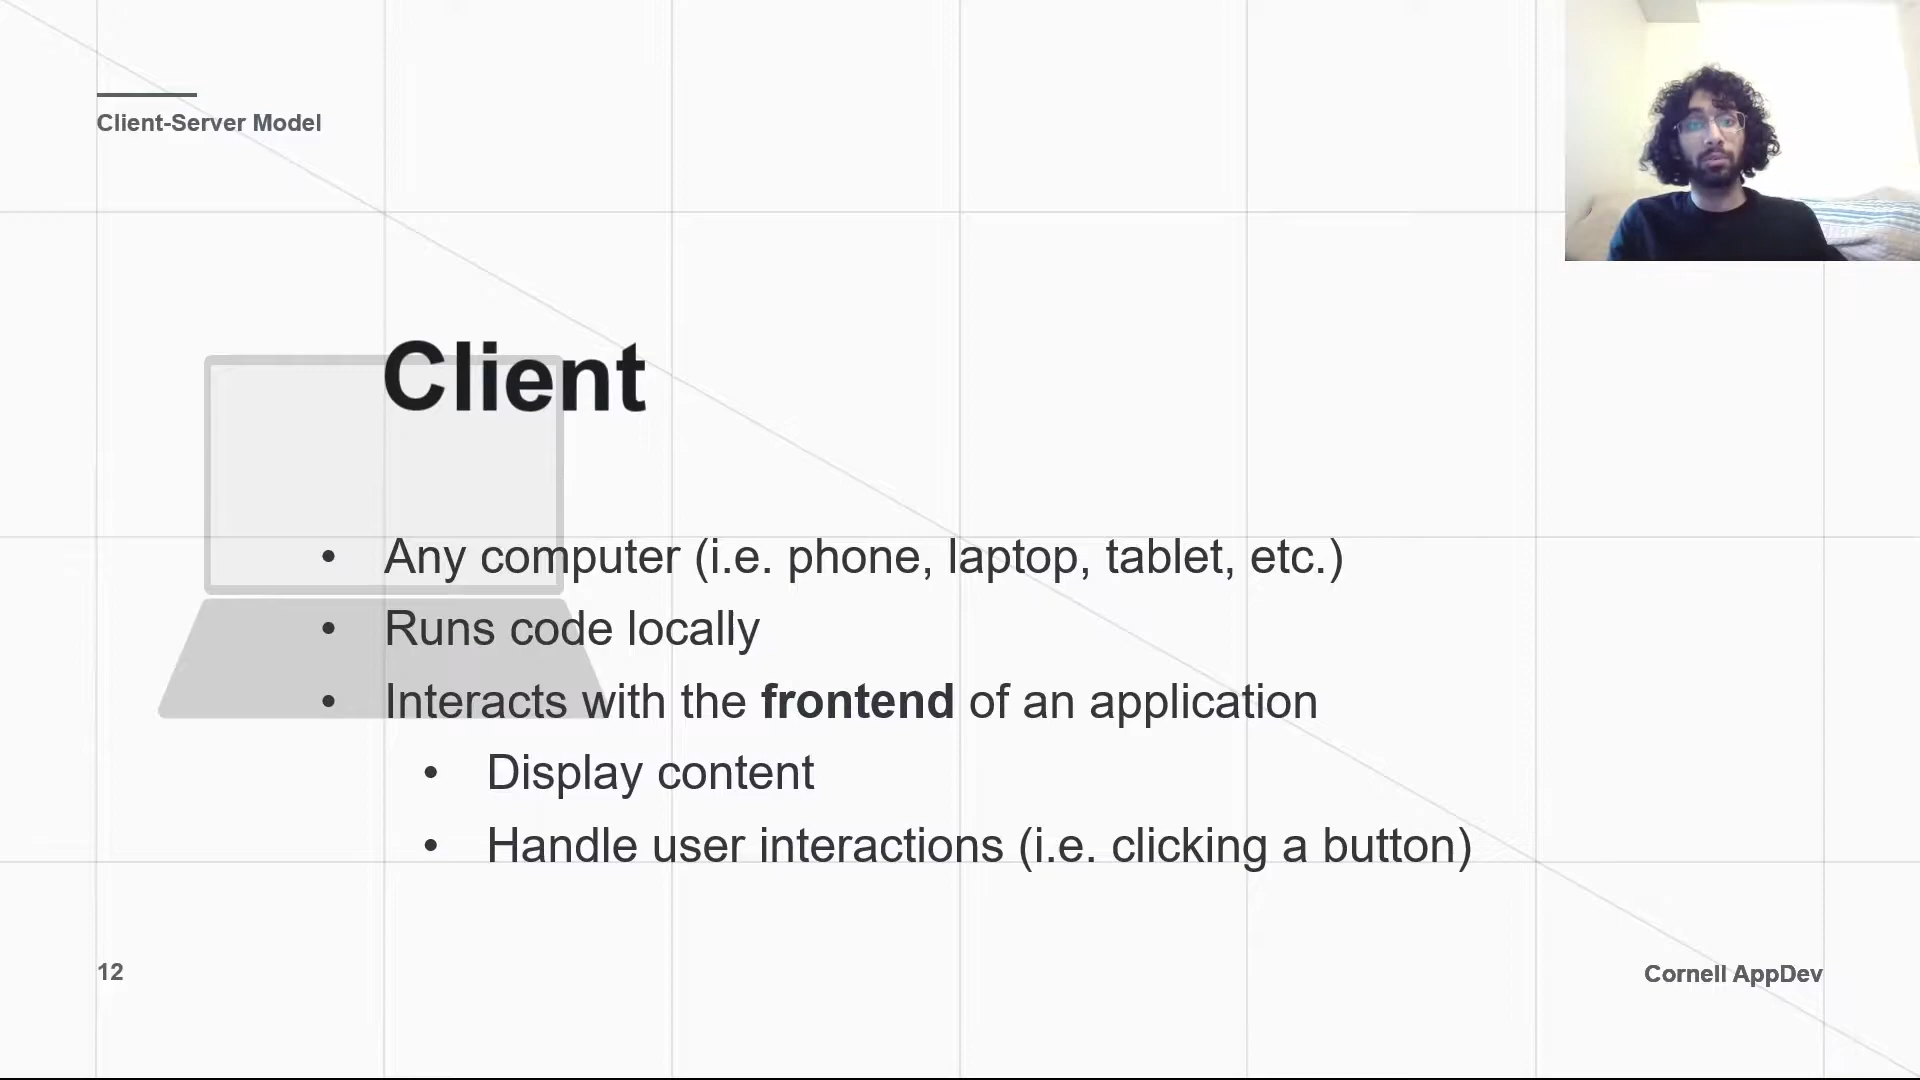 Client-Server Model
Client
• Any computer (i.e. phone, laptop, tablet, etc.)
• Runs code locally
• Interacts with the frontend of an application
• Display content
• Handle user interactions (i.e. clicking a button)
12
Cornell AppDev